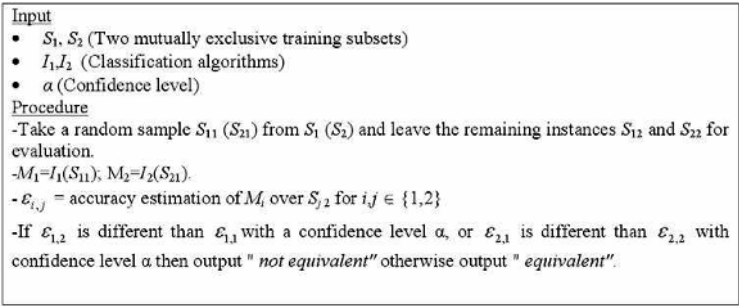 Input
• S₁, S₂ (Two mutually exclusive training subsets)
• I₁,I₂ (Classification algorithms)
• α (Confidence level)
Procedure
-Take a random sample S₁₁ (S₂₁) from S₁ (S₂) and leave the remaining instances S₁₂ and S₂₂ for
evaluation.
-M₁=I₁(S₁₁); M₂=I₂(S₂₁).
- εᵢ,ⱼ = accuracy estimation of Mᵢ over Sⱼ₂ for i,j ∈ {1,2}
-If ε₁,₂ is different than ε₁,₁ with a confidence level α, or ε₂,₁ is different than ε₂,₂ with
confidence level α then output " not equivalent" otherwise output " equivalent".